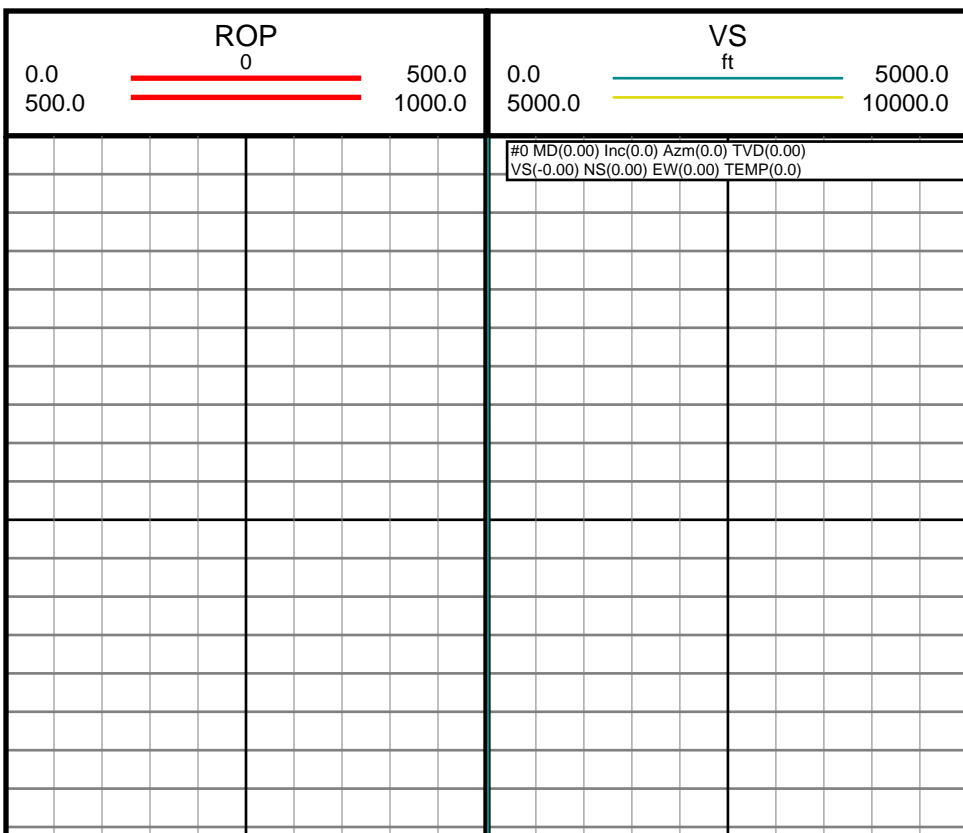 ROP
0
0.0 500.0
500.0 1000.0
VS
ft
0.0 5000.0
5000.0 10000.0
#0 MD(0.00) Inc(0.0) Azm(0.0) TVD(0.00)
VS(-0.00) NS(0.00) EW(0.00) TEMP(0.0)